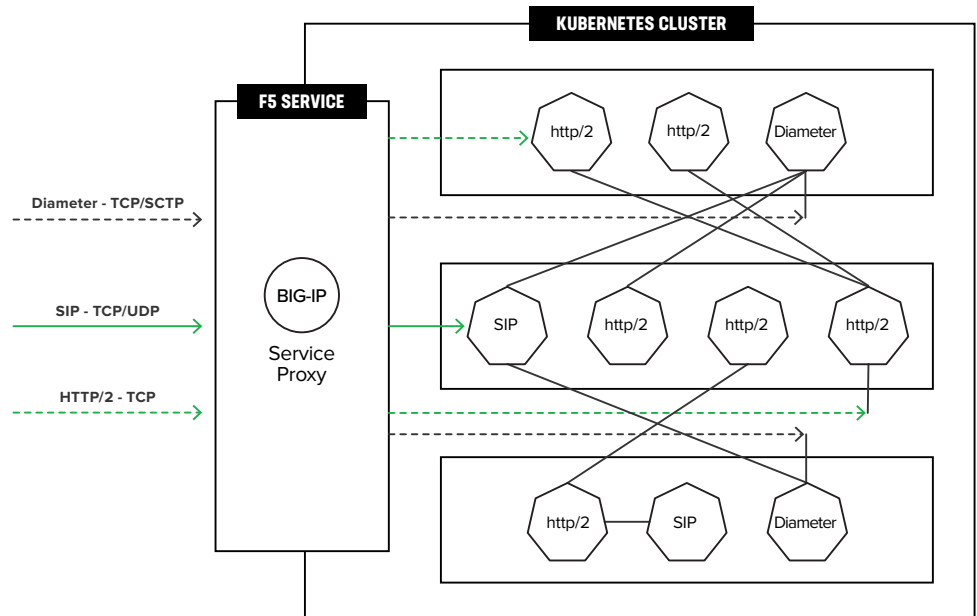 KUBERNETES CLUSTER
F5 SERVICE
http/2
http/2
Diameter
Diameter - TCP/SCTP
BIG-IP
SIP - TCP/UDP
SIP
http/2
http/2
http/2
Service
Proxy
HTTP/2 - TCP
http/2
SIP
Diameter